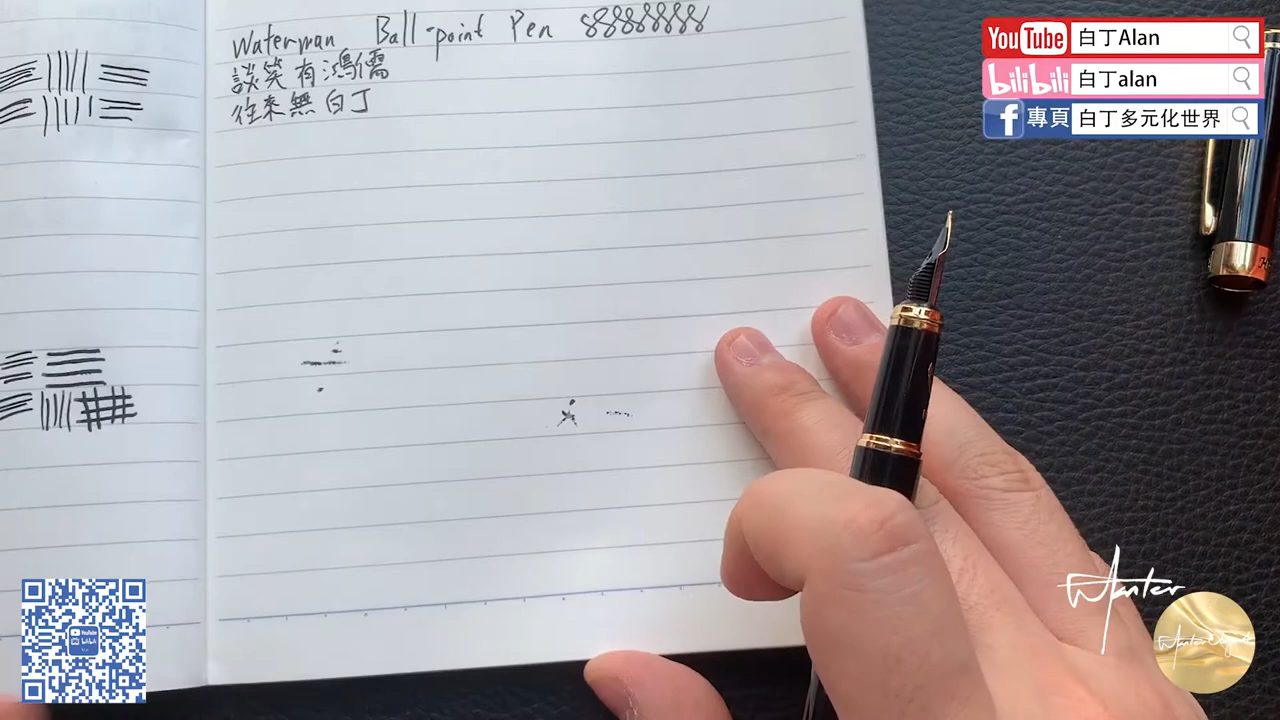 Waterman Ball-point Pen 88888888
談笑有鴻儒
往來無白丁
YouTube 白丁Alan
bilibili 白丁alan
f 專頁 白丁多元化世界